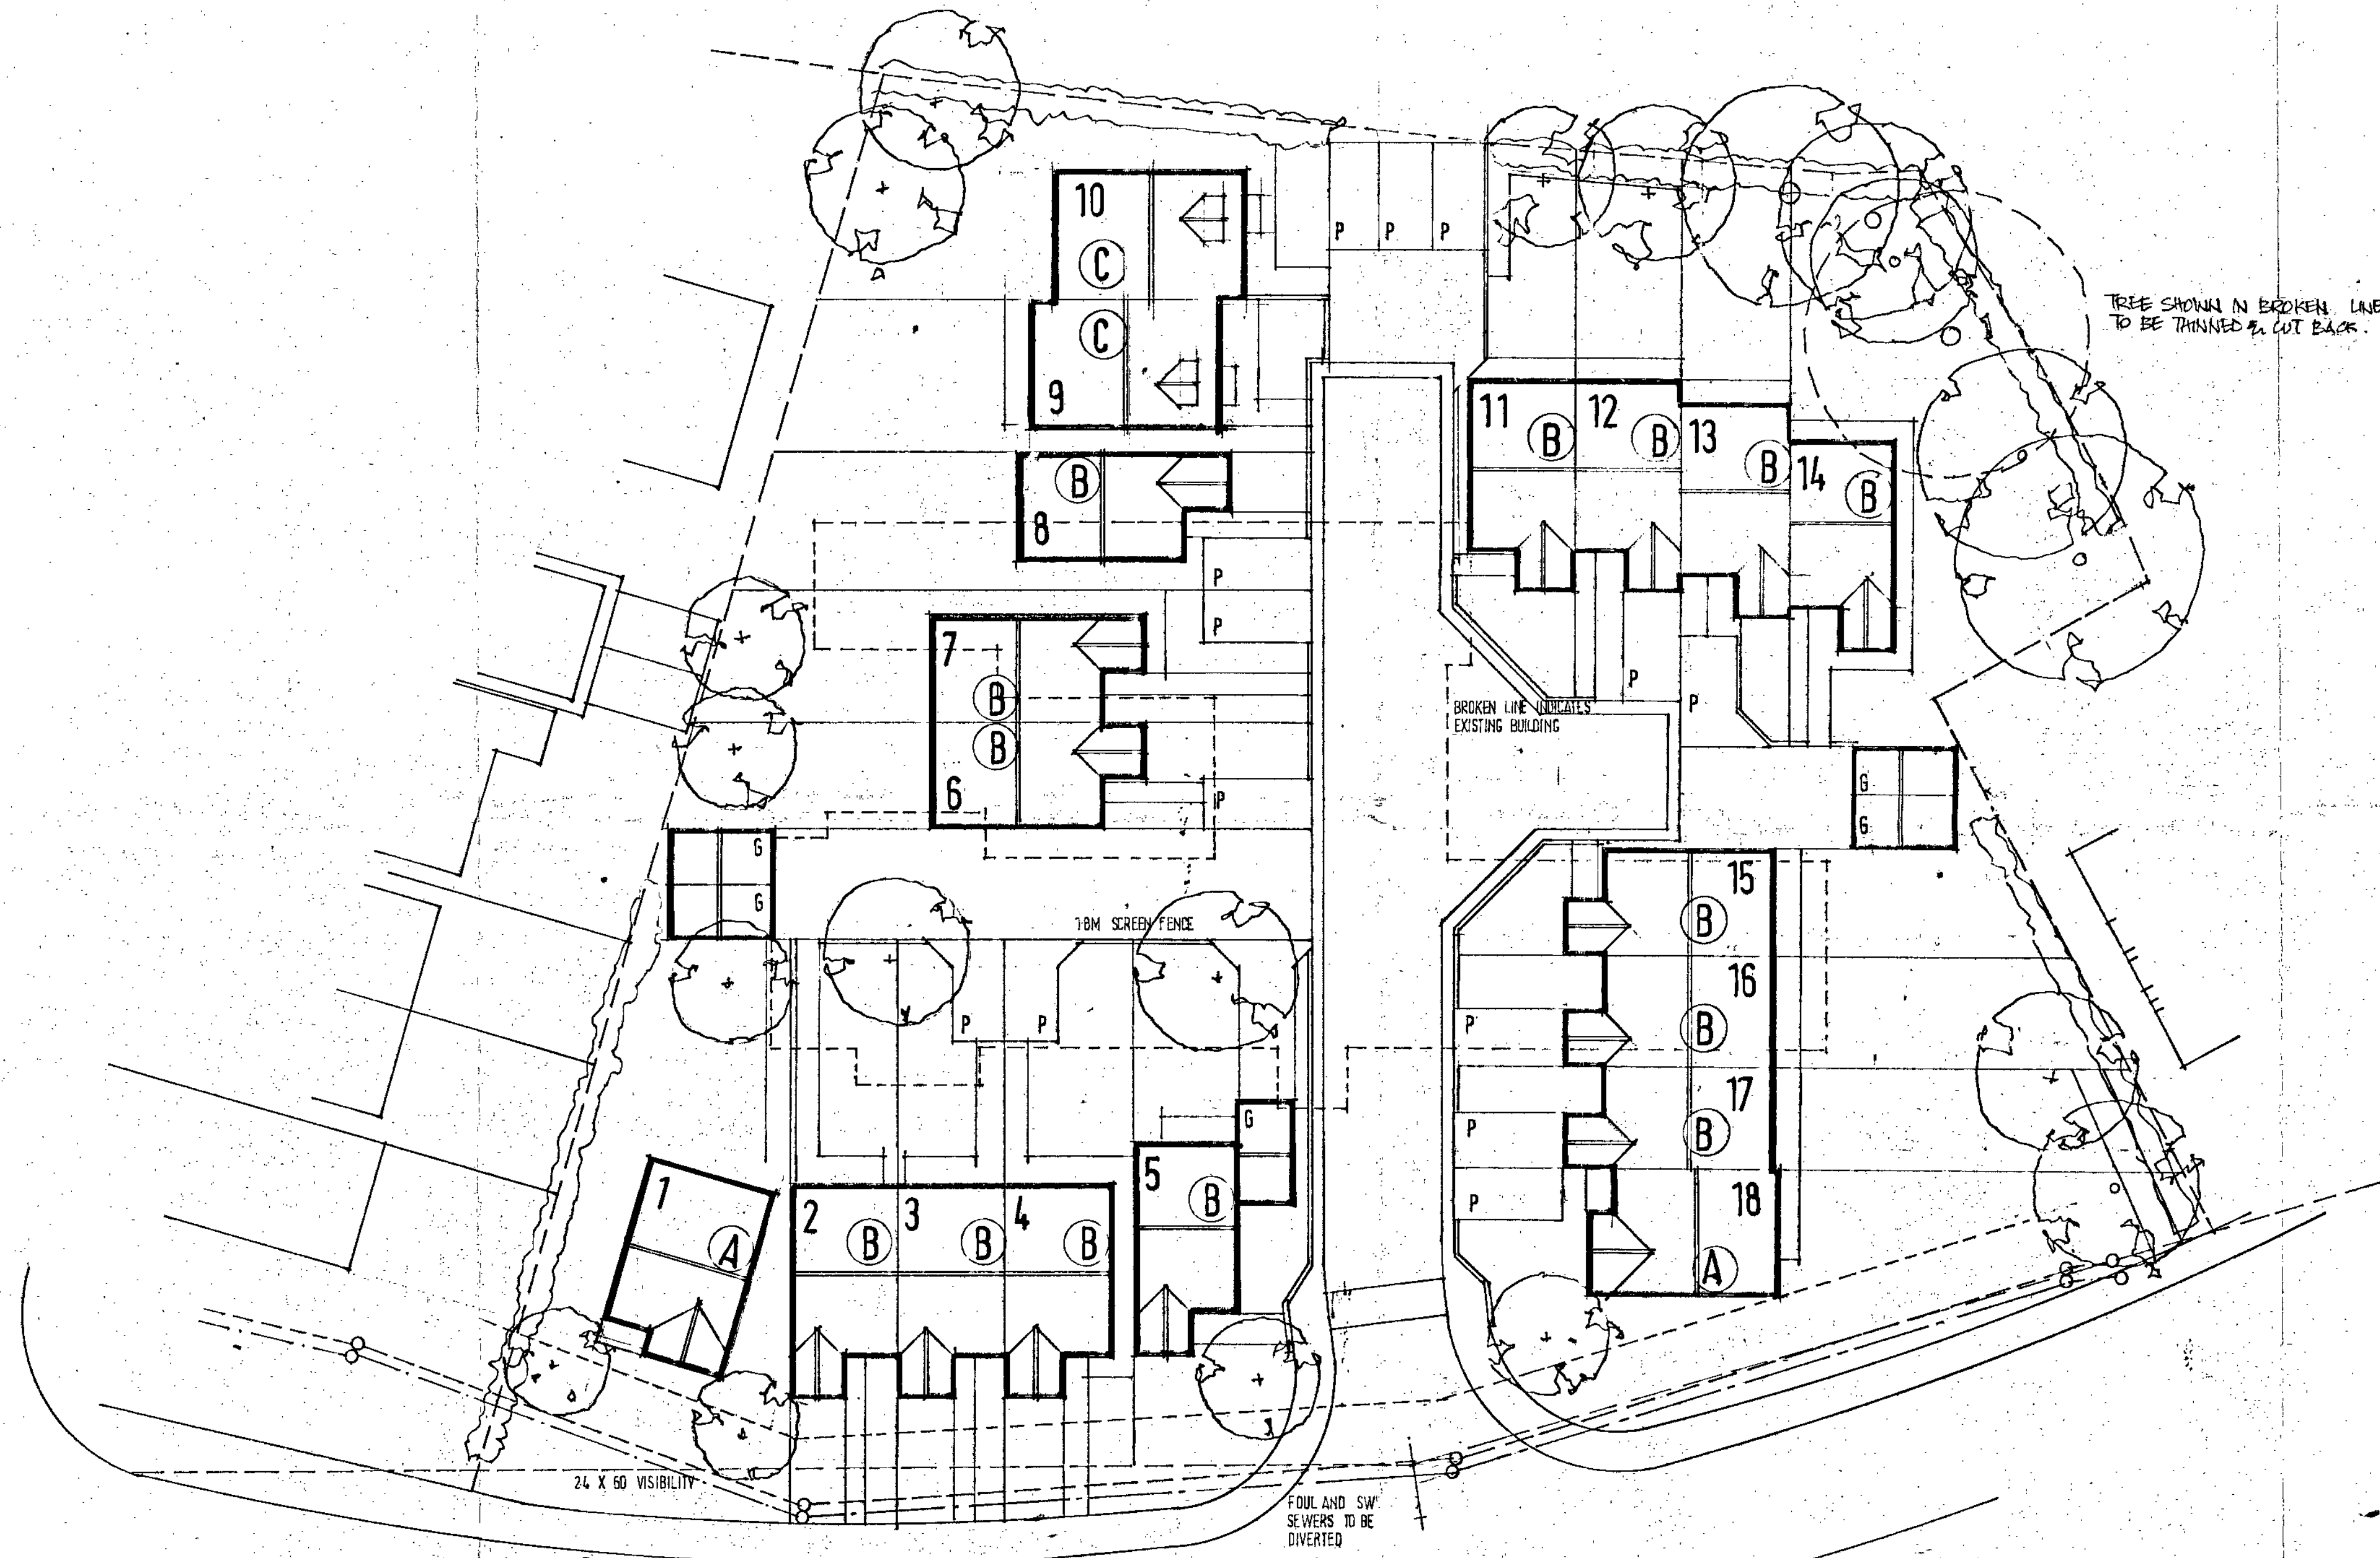 10
C
C
9
P P P
TREE SHOWN IN BROKEN LINE
TO BE THINNED & CUT BACK.
11 B 12 B 13 B 14 B
B
8
P
P
7
B
B
6
P
P
P
BROKEN LINE INDICATES
EXISTING BUILDING
G
G
G
G
1.8M SCREEN FENCE
P P
15
B
16
B
17
B
18
A
P
P
P
G
1
A
2 B 3 B 4 B
5
B
2.4 X 60 VISIBILITY
FOUL AND SW
SEWERS TO BE
DIVERTED